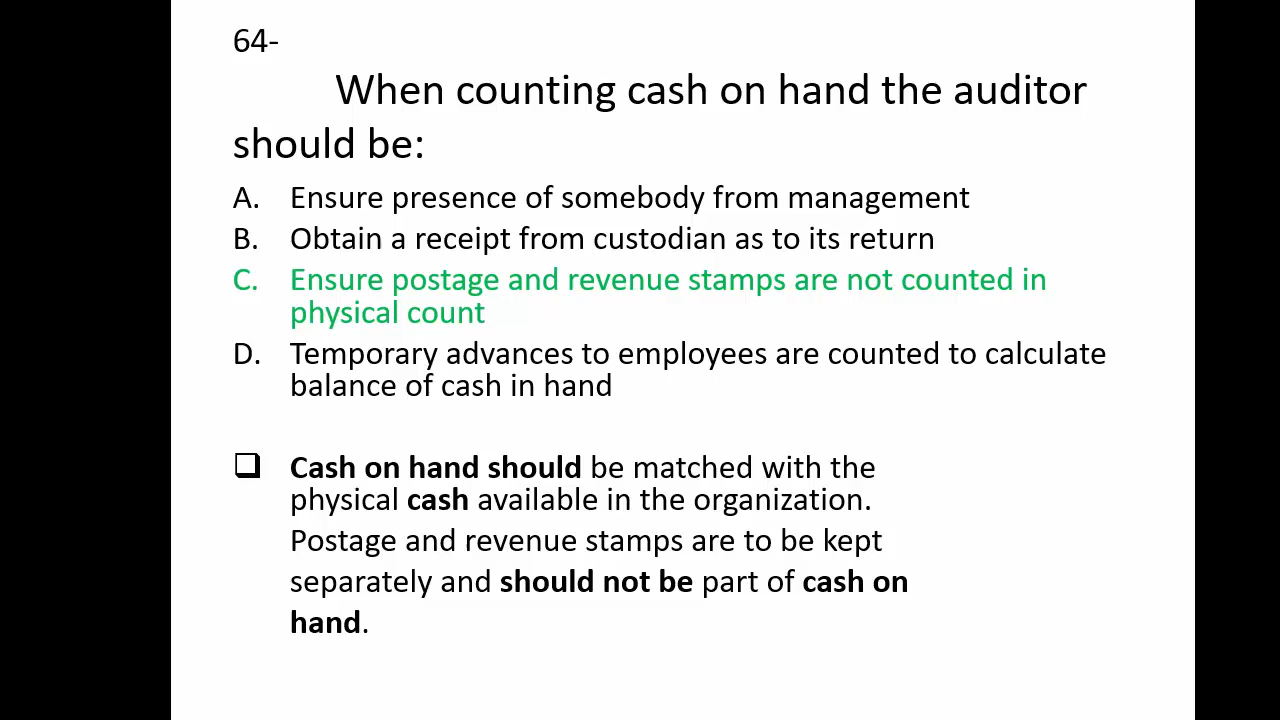 64-
When counting cash on hand the auditor
should be:
A. Ensure presence of somebody from management
B. Obtain a receipt from custodian as to its return
C. Ensure postage and revenue stamps are not counted in
physical count
D. Temporary advances to employees are counted to calculate
balance of cash in hand
❑ Cash on hand should be matched with the
physical cash available in the organization.
Postage and revenue stamps are to be kept
separately and should not be part of cash on
hand.